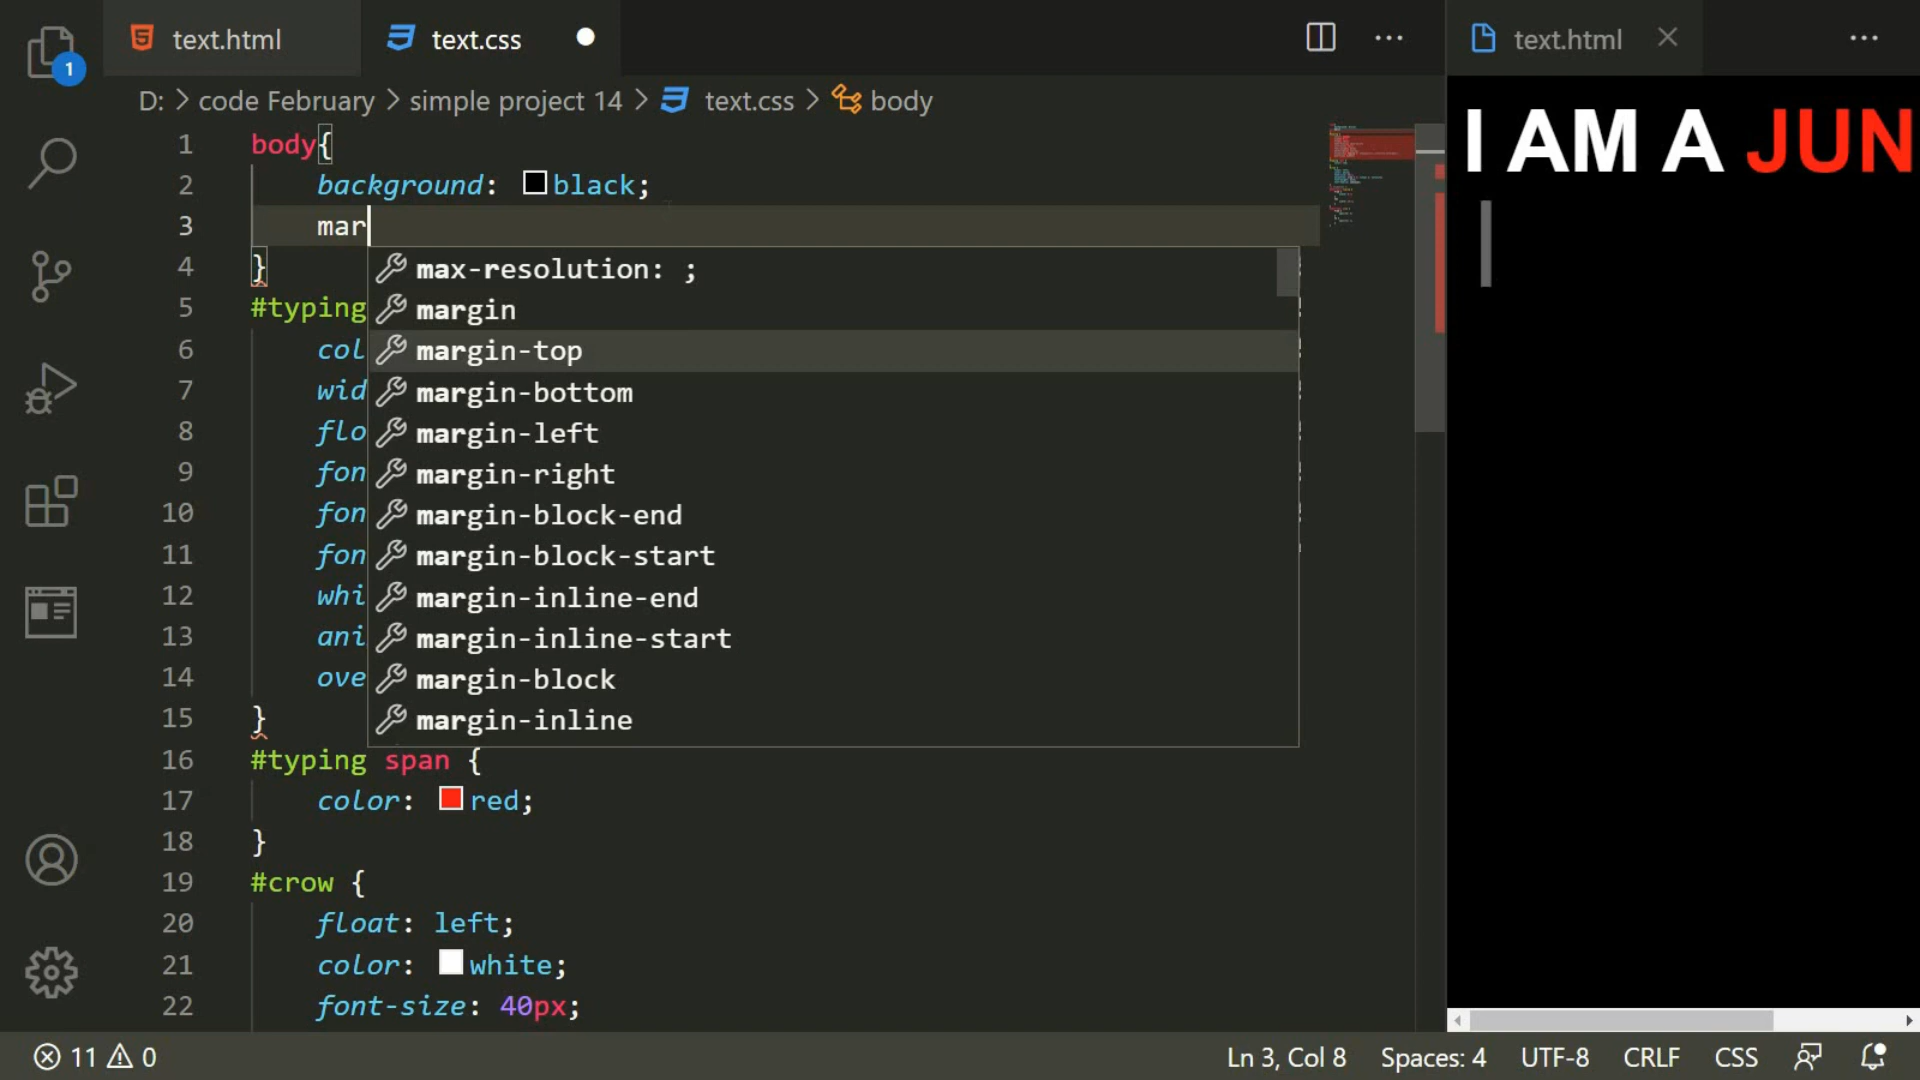 1
text.html
text.css
text.html
D: > code February > simple project 14 > text.css > body
1 body{
2 background: black;
3 mar
4 }
5 #typing
6 col
7 wid
8 flo
9 fon
10 fon
11 fon
12 whi
13 ani
14 ove
15 }
max-resolution: ;
margin
margin-top
margin-bottom
margin-left
margin-right
margin-block-end
margin-block-start
margin-inline-end
margin-inline-start
margin-block
margin-inline
16 #typing span {
17 color: red;
18 }
19 #crow {
20 float: left;
21 color: white;
22 font-size: 40px;
I AM A JUN
11 0
Ln 3, Col 8
Spaces: 4
UTF-8
CRLF
CSS